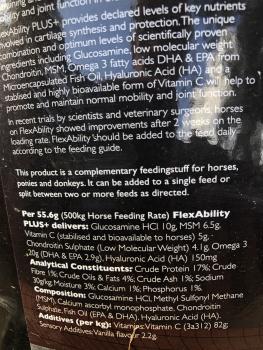 ility and joint function in
exAbility PLUS+ provides declared levels of key nutrients
volved in cartilage synthesis and protection. The unique
mbination and optimum levels of scientifically proven
gredients including Glucosamine, low molecular weight
Chondroitin, MSM, Omega 3 fatty acids DHA & EPA from
Microencapsulated Fish Oil, Hyaluronic Acid (HA) and a
stabilised and highly bioavailable form of Vitamin C will help to
promote and maintain normal mobility and joint function.
In recent trials by scientists and veterinary surgeons, horses
on FlexAbility showed improvements after 2 weeks on the
loading rate. FlexAbility should be added to the feed daily
according to the feeding guide.
This product is a complementary feedingstuff for horses,
ponies and donkeys. It can be added to a single feed or
split between two or more feeds as directed.
Per 55.6g (500kg Horse Feeding Rate) FlexAbility
PLUS+ delivers: Glucosamine HCl 10g, MSM 6.5g,
Vitamin C (stabilised and bioavailable to horses) 5g,
Chondroitin Sulphate (Low Molecular Weight) 4.1g, Omega 3
20g (DHA & EPA 2.9g), Hyaluronic Acid (HA) 150mg
Analytical Constituents: Crude Protein 17%, Crude
Fibre 1%; Crude Oils & Fats 4%; Crude Ash 1%; Sodium
30g/kg Moisture 3%; Calcium 1%; Phosphorus 1%.
Composition: Glucosamine HCl, Methyl Sulfonyl Methane
(MSM), Calcium ascorbyl monophosphate, Chondroitin
Sulphate, Fish Oil (EPA & DHA), Hyaluronic Acid (HA).
Additives (per kg): Vitamins: Vitamin C (3a312) 82g;
Sensory Additives: Vanilla flavour 2.2g.